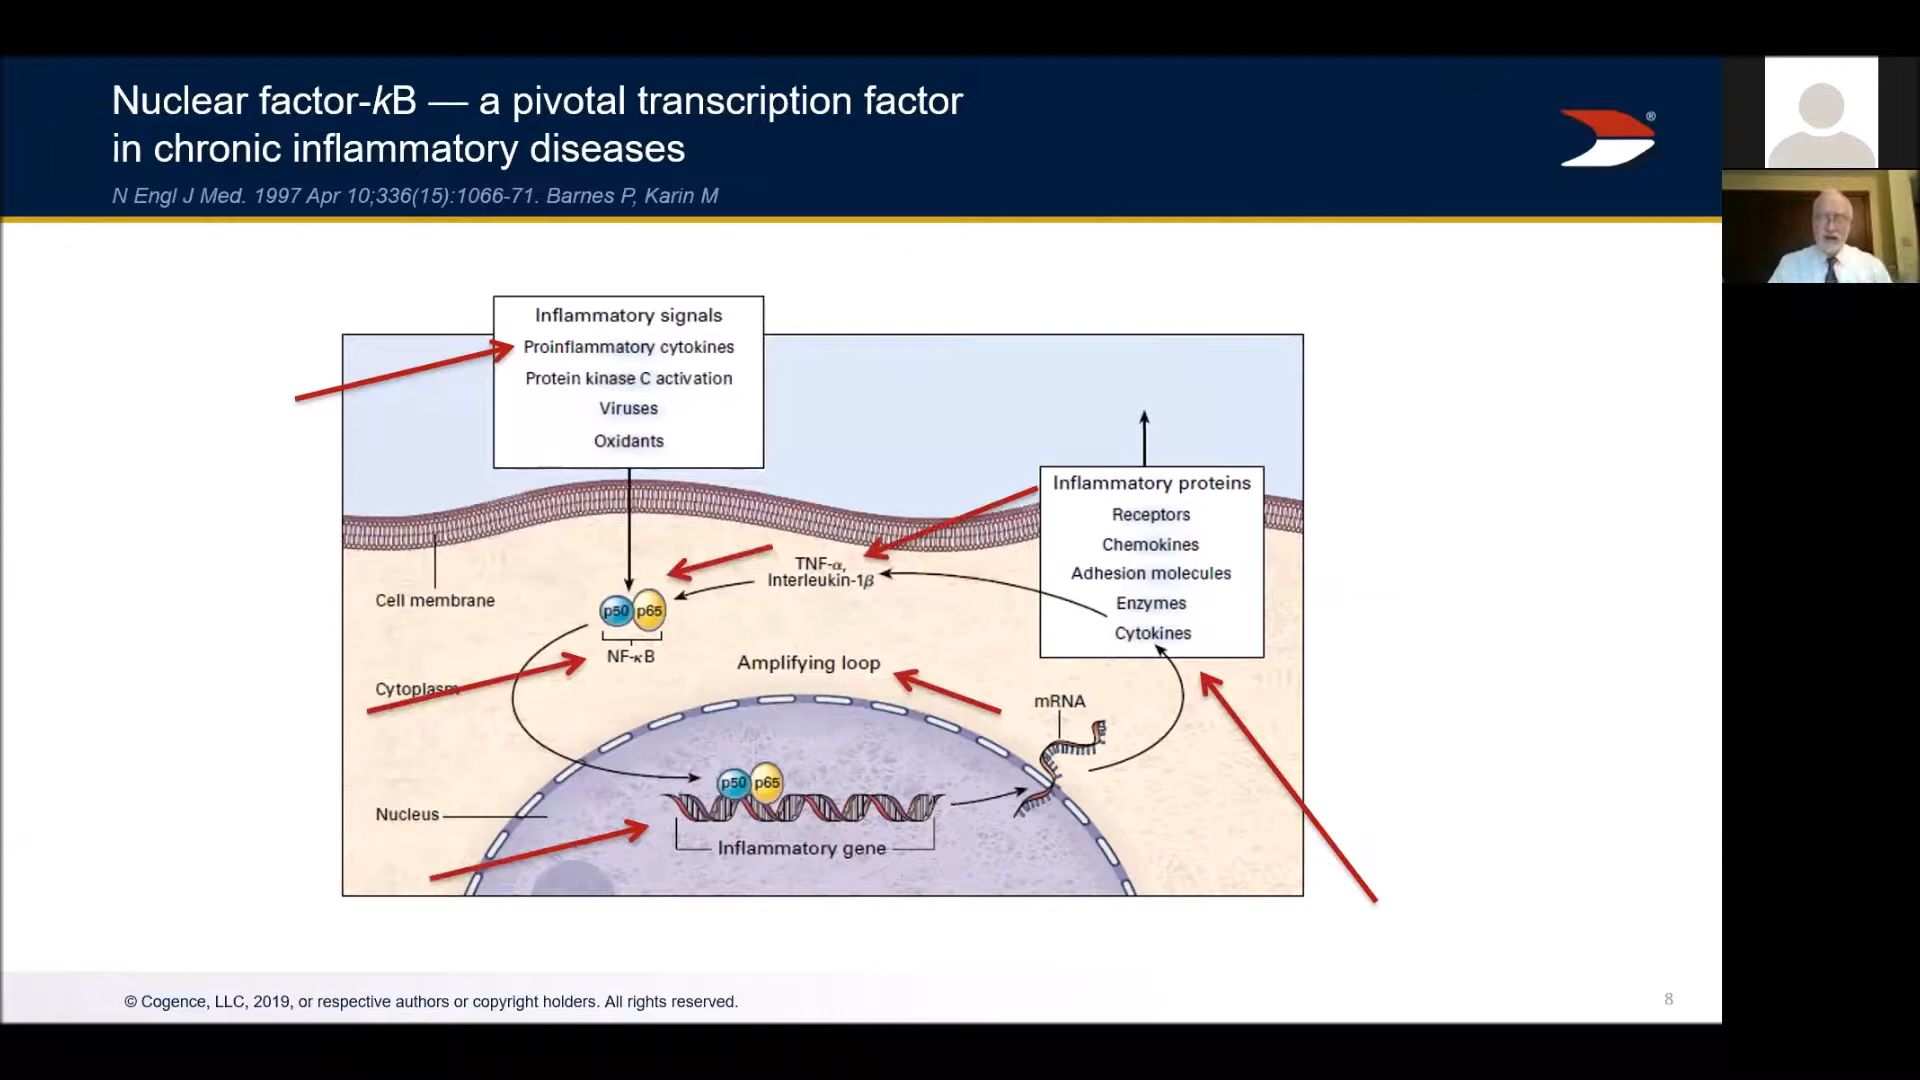 Nuclear factor-kB — a pivotal transcription factor
in chronic inflammatory diseases
N Engl J Med. 1997 Apr 10;336(15):1066-71. Barnes P, Karin M
®
Inflammatory signals
Proinflammatory cytokines
Protein kinase C activation
Viruses
Oxidants
Inflammatory proteins
Receptors
Chemokines
Adhesion molecules
Enzymes
Cytokines
TNF-α,
Interleukin-1β
Cell membrane
p50 p65
NF-κB
Amplifying loop
Cytoplasm
mRNA
p50 p65
Nucleus
Inflammatory gene
© Cogence, LLC, 2019, or respective authors or copyright holders. All rights reserved.
8